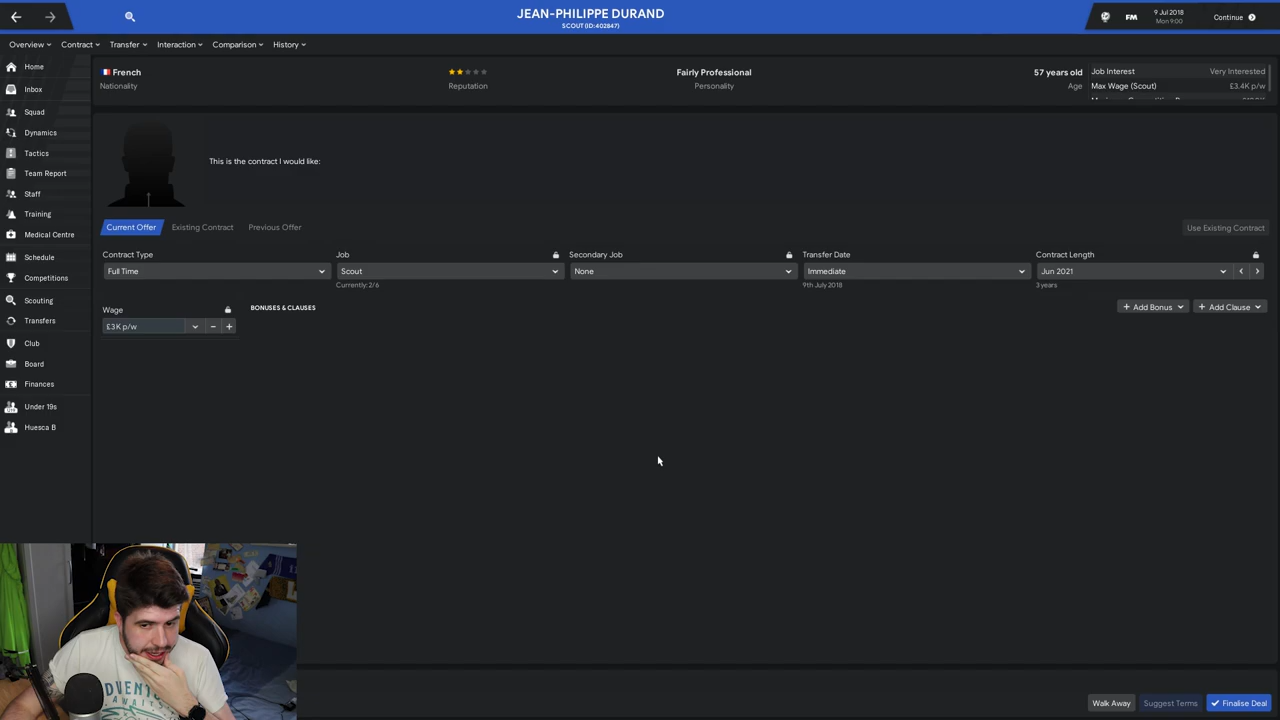 JEAN-PHILIPPE DURAND
SCOUT (ID:402847)
FM
9 Jul 2018
Mon 9:00
Continue
Overview
Contract
Transfer
Interaction
Comparison
History
Home
Inbox
Squad
Dynamics
Tactics
Team Report
Staff
Training
Medical Centre
Schedule
Competitions
Scouting
Transfers
Club
Board
Finances
Under 19s
Huesca B
French
Nationality
Reputation
Fairly Professional
Personality
57 years old
Age
Job Interest Very Interested
Max Wage (Scout) £3.4K p/w
This is the contract I would like:
Current Offer
Existing Contract
Previous Offer
Use Existing Contract
Contract Type
Full Time
Job
Scout
Currently: 2/6
Secondary Job
None
Transfer Date
Immediate
9th July 2018
Contract Length
Jun 2021
3 years
Wage
£3K p/w
BONUSES & CLAUSES
Add Bonus
Add Clause
Walk Away
Suggest Terms
Finalise Deal